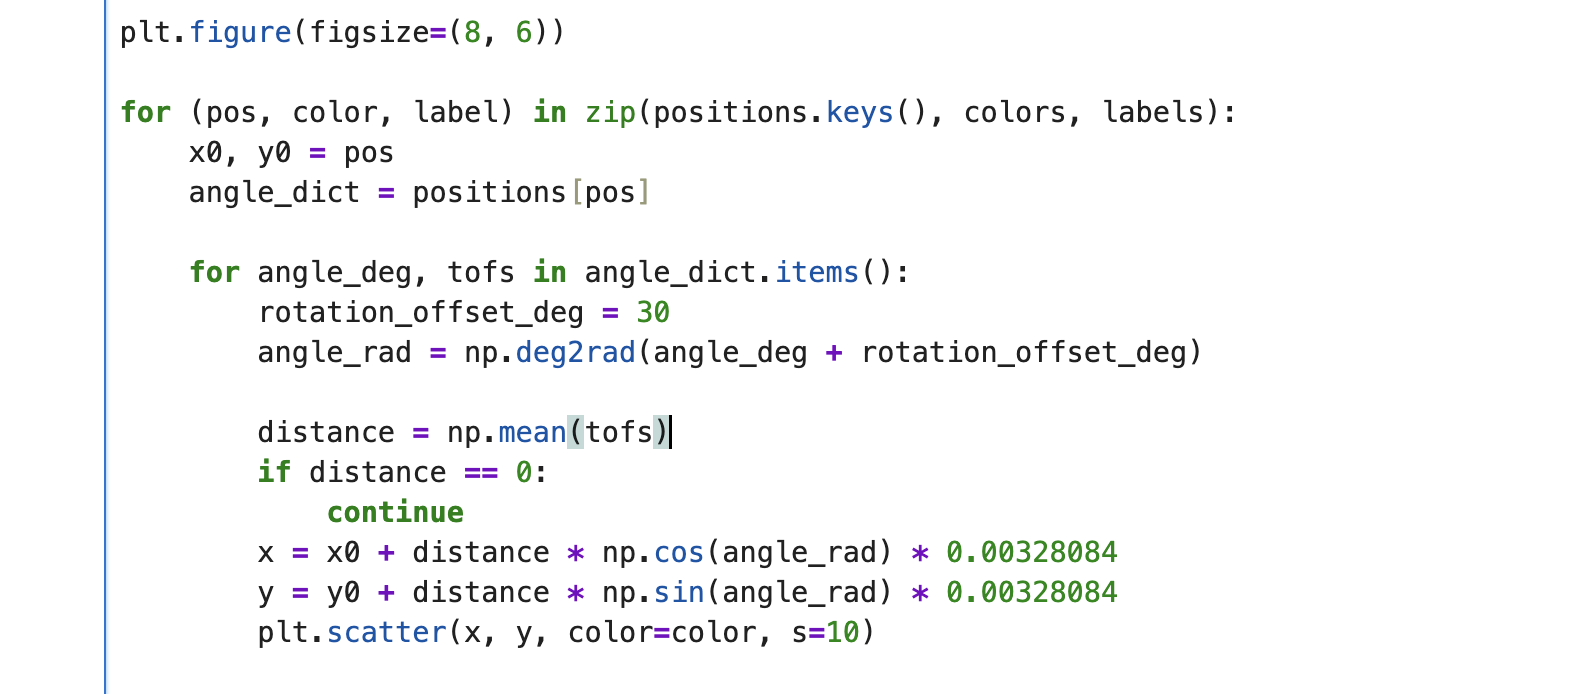 plt.figure(figsize=(8, 6))
for (pos, color, label) in zip(positions.keys(), colors, labels):
    x0, y0 = pos
    angle_dict = positions[pos]
    for angle_deg, tofs in angle_dict.items():
        rotation_offset_deg = 30
        angle_rad = np.deg2rad(angle_deg + rotation_offset_deg)
        distance = np.mean(tofs)
        if distance == 0:
            continue
        x = x0 + distance * np.cos(angle_rad) * 0.00328084
        y = y0 + distance * np.sin(angle_rad) * 0.00328084
        plt.scatter(x, y, color=color, s=10)